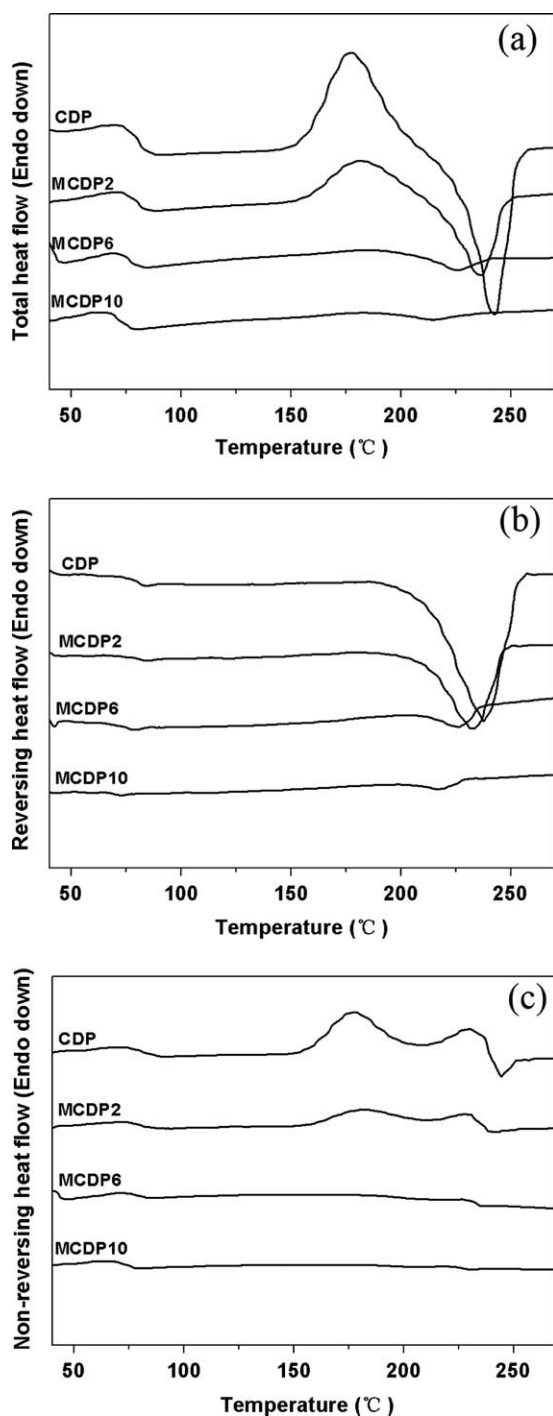 (a)
Total heat flow (Endo down)
CDP
MCDP2
MCDP6
MCDP10
50 100 150 200 250
Temperature (℃ )
(b)
Reversing heat flow (Endo down)
CDP
MCDP2
MCDP6
MCDP10
50 100 150 200 250
Temperature (℃ )
(c)
Non-reversing heat flow (Endo down)
CDP
MCDP2
MCDP6
MCDP10
50 100 150 200 250
Temperature (℃ )